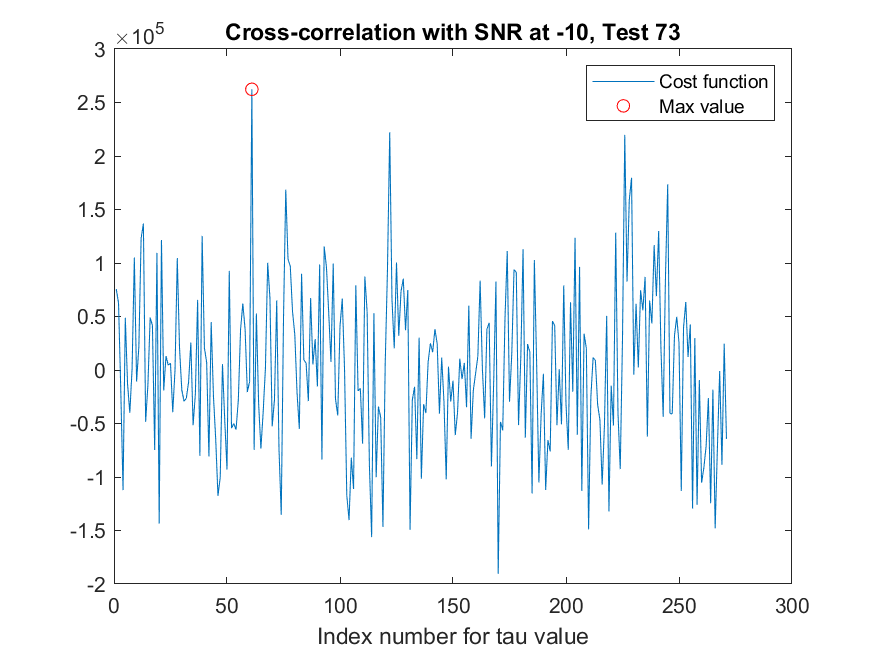 Cross-correlation with SNR at -10, Test 73
×10^5
3
2.5
2
1.5
1
0.5
0
-0.5
-1
-1.5
-2
0 50 100 150 200 250 300
Index number for tau value
Cost function
Max value